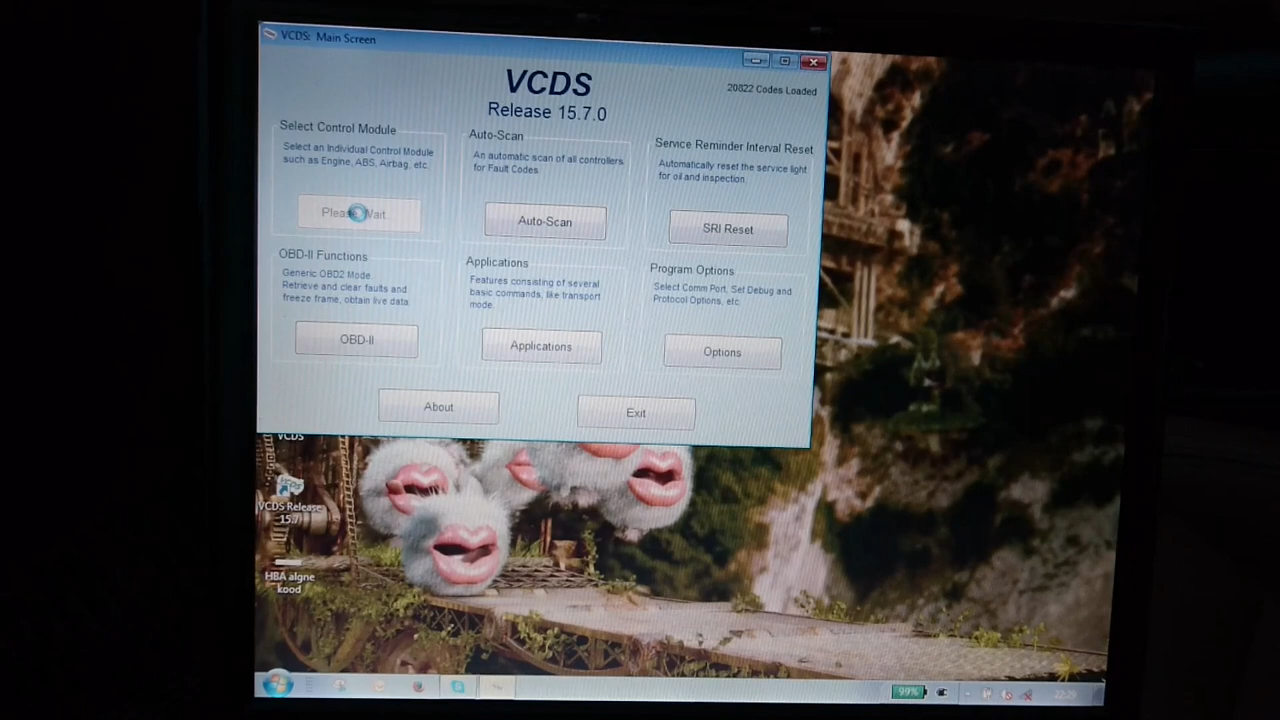 VCDS: Main Screen
VCDS
Release 15.7.0
20822 Codes Loaded
Select Control Module
Select an Individual Control Module
such as Engine, ABS, Airbag, etc.
Please Wait...
Auto-Scan
An automatic scan of all controllers
for Fault Codes.
Auto-Scan
Service Reminder Interval Reset
Automatically reset the service light
for oil and inspection
SRI Reset
OBD-II Functions
Generic OBD2 Mode.
Retrieve and clear faults and
freeze frame, obtain live data.
OBD-II
Applications
Features consisting of several
basic commands, like transport
mode.
Applications
Program Options
Select Comm Port, Set Debug and
Protocol Options, etc.
Options
About
Exit
VCDS
VCDS
VCDS Release
15.7
HBA algne
kood
99%
22:29